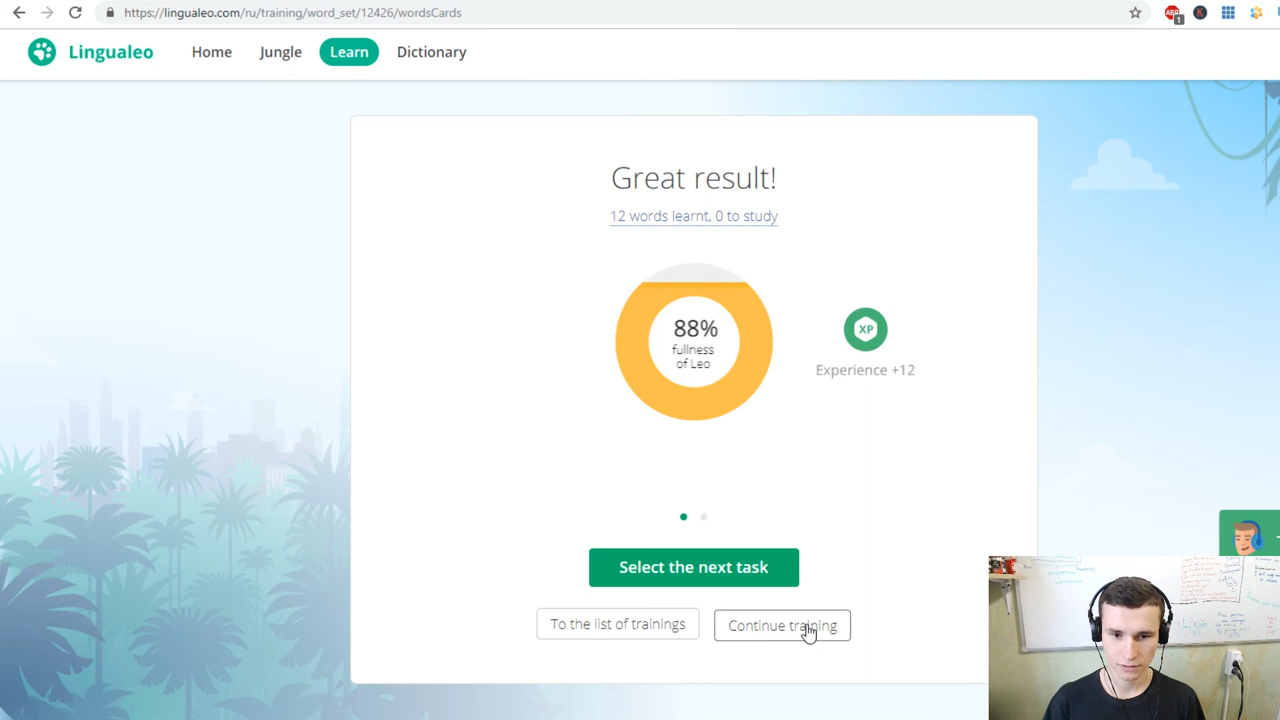 https://lingualeo.com/ru/training/word_set/12426/wordsCards
ABP
1
K
Lingualeo
Home
Jungle
Learn
Dictionary
Great result!
12 words learnt, 0 to study
88%
fullness
of Leo
XP
Experience +12
Select the next task
To the list of trainings
Continue training